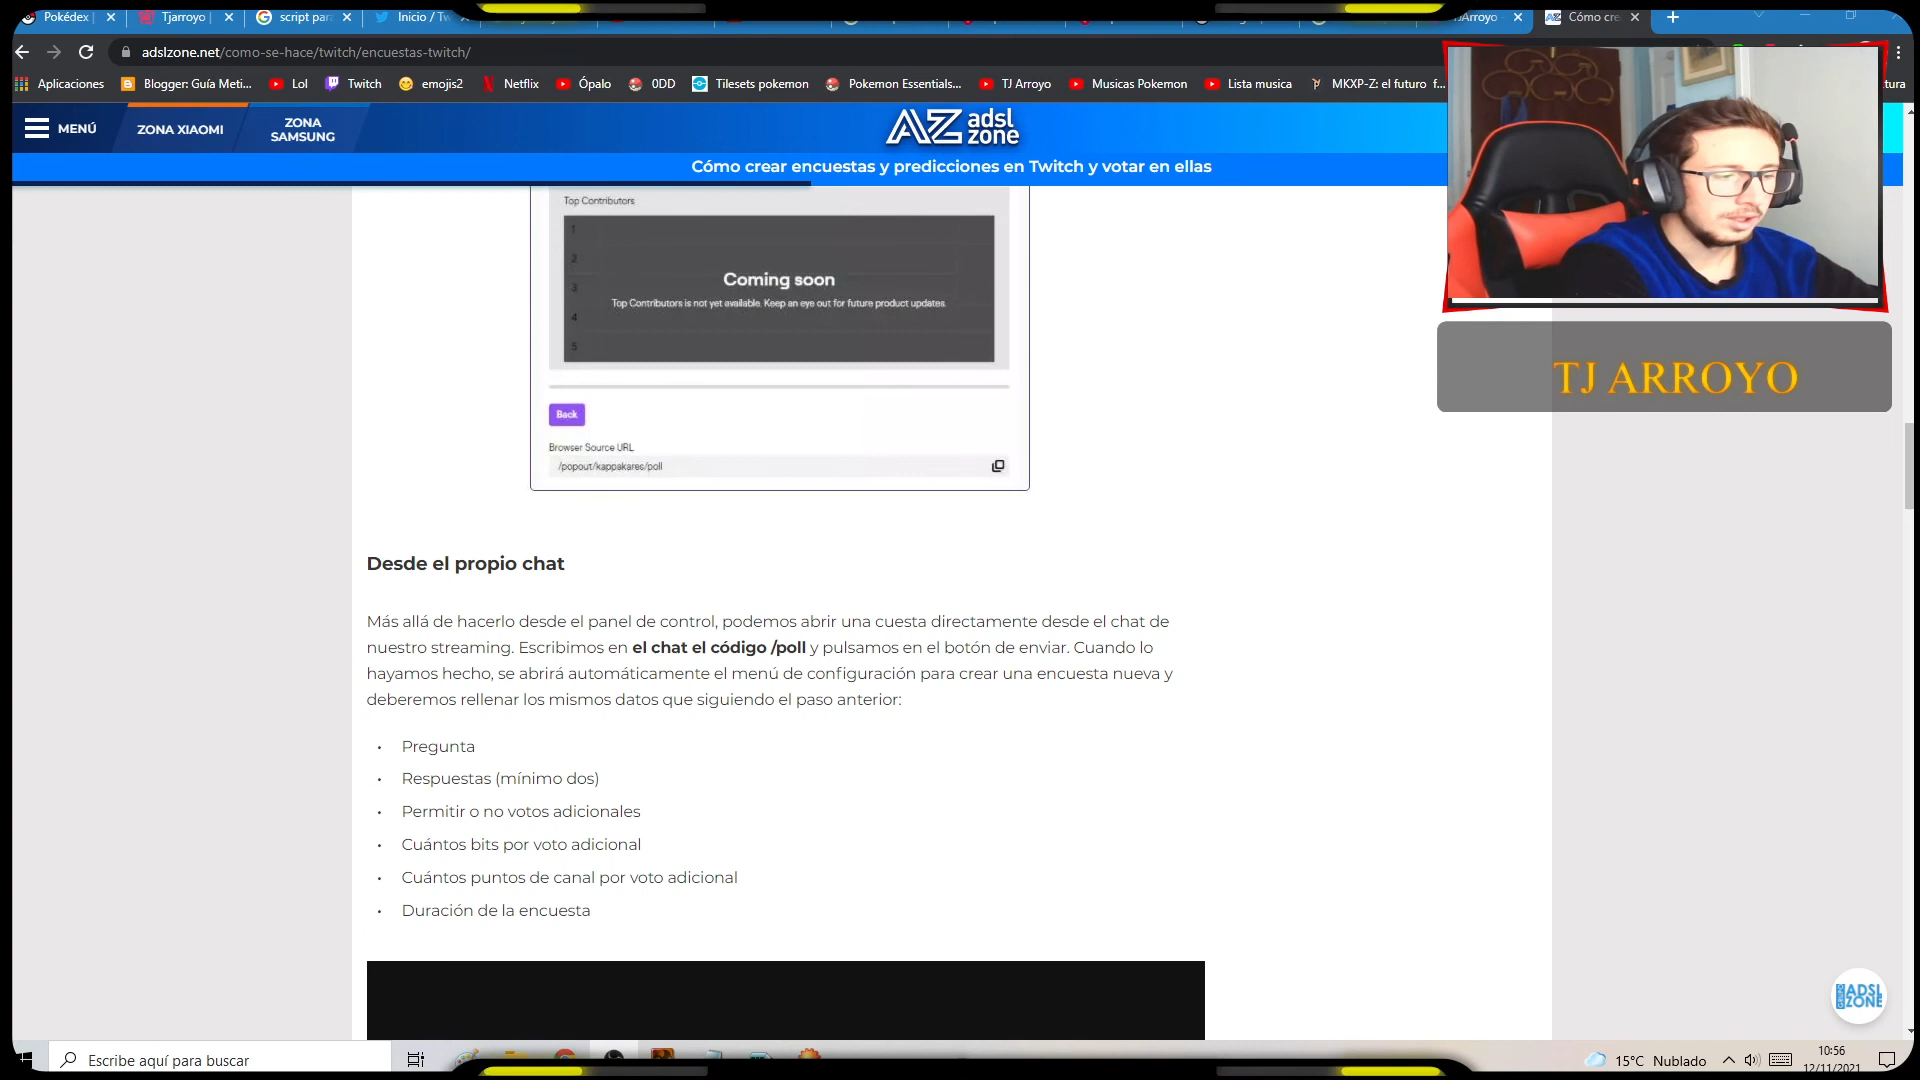 Pokédex
Tjarroyo
script par
Inicio / Tw
Arroyo
Cómo cre
adslzone.net/como-se-hace/twitch/encuestas-twitch/
Aplicaciones
Blogger: Guía Meti...
Lol
Twitch
emojis2
Netflix
Ópalo
0DD
Tilesets pokemon
Pokemon Essentials...
TJ Arroyo
Musicas Pokemon
Lista musica
MKXP-Z: el futuro f...
tura
MENÚ
ZONA XIAOMI
ZONA
SAMSUNG
AZ adsl
zone
Cómo crear encuestas y predicciones en Twitch y votar en ellas
Top Contributors
1
2
3
4
5
Coming soon
Top Contributors is not yet available. Keep an eye out for future product updates.
Back
Browser Source URL
/popout/kappakares/poll
TJ ARROYO
Desde el propio chat
Más allá de hacerlo desde el panel de control, podemos abrir una cuesta directamente desde el chat de
nuestro streaming. Escribimos en el chat el código /poll y pulsamos en el botón de enviar. Cuando lo
hayamos hecho, se abrirá automáticamente el menú de configuración para crear una encuesta nueva y
deberemos rellenar los mismos datos que siguiendo el paso anterior:
• Pregunta
• Respuestas (mínimo dos)
• Permitir o no votos adicionales
• Cuántos bits por voto adicional
• Cuántos puntos de canal por voto adicional
• Duración de la encuesta
ADSL
ZONE
Escribe aquí para buscar
15°C Nublado
10:56
12/11/2021